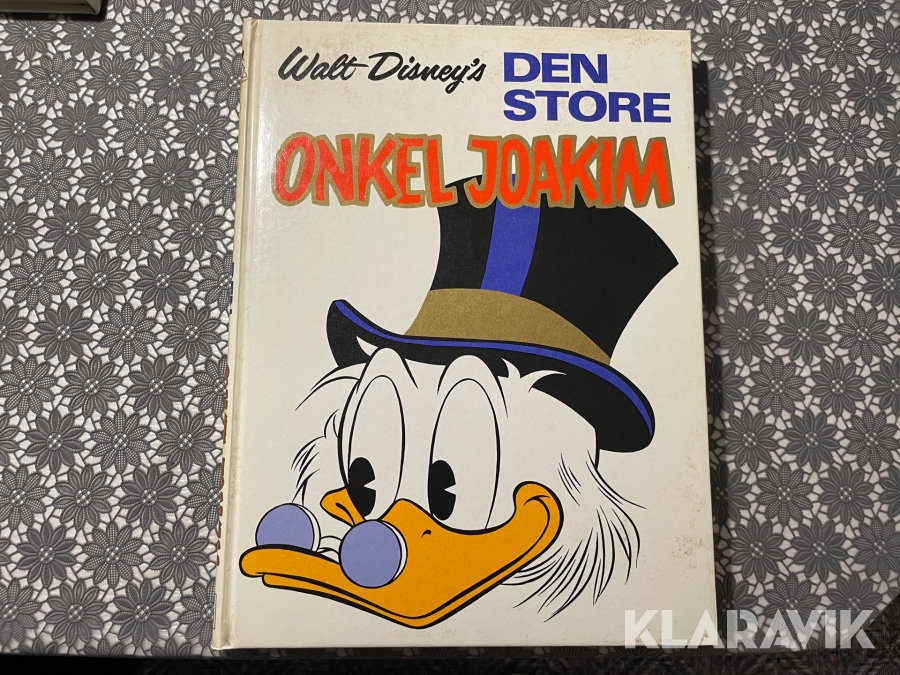 Walt Disney's DEN
STORE
ONKEL JOAKIM
KLARAVIK